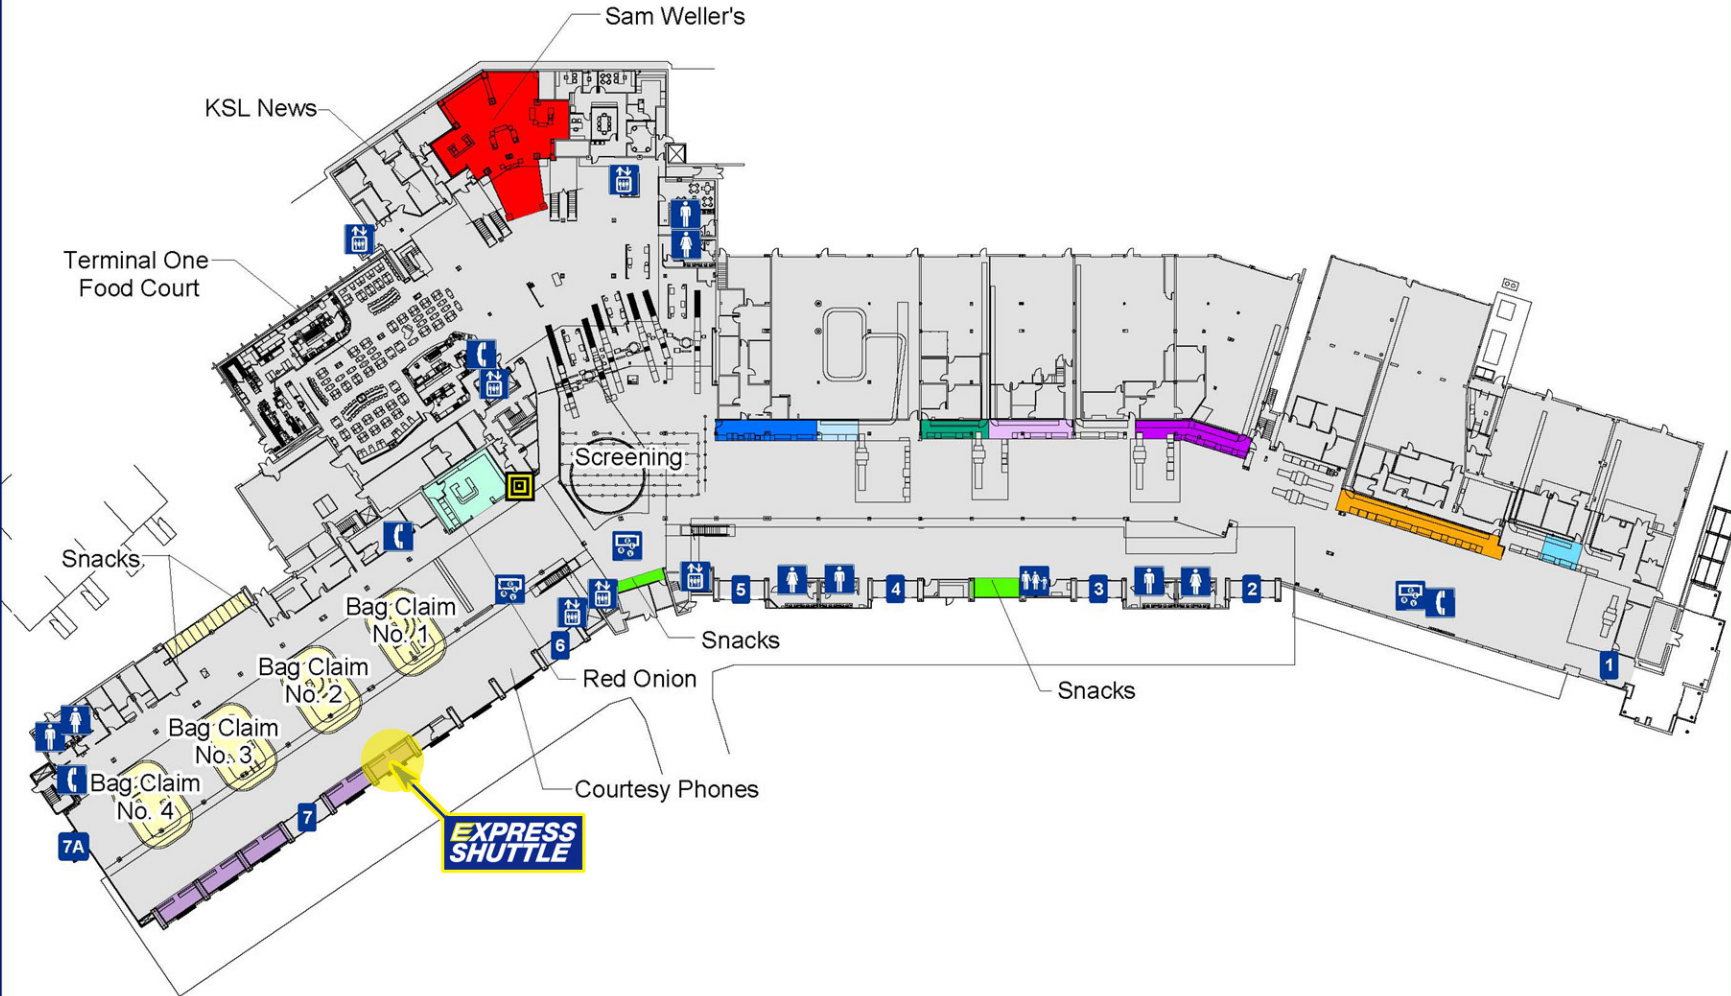 Sam Weller's
KSL News
Terminal One
Food Court
Screening
Snacks
Bag Claim
No. 1
Bag Claim
No. 2
Bag Claim
No. 3
Bag Claim
No. 4
5
4
3
2
1
6
7
7A
Snacks
Red Onion
Snacks
Courtesy Phones
EXPRESS
SHUTTLE